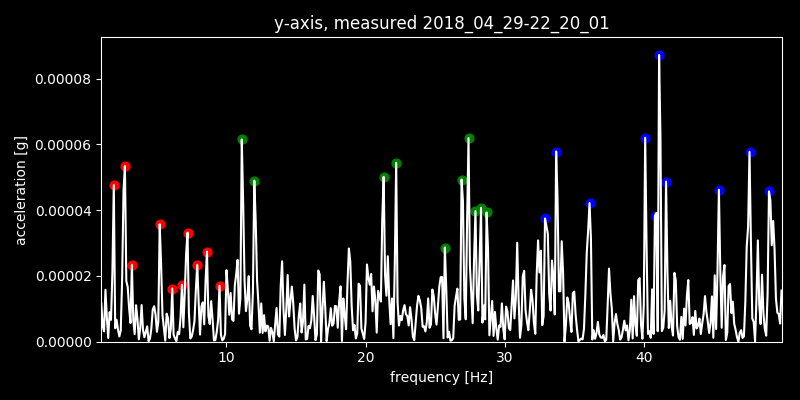 y-axis, measured 2018_04_29-22_20_01
0.00008
0.00006
0.00004
0.00002
0.00000
acceleration [g]
10 20 30 40
frequency [Hz]